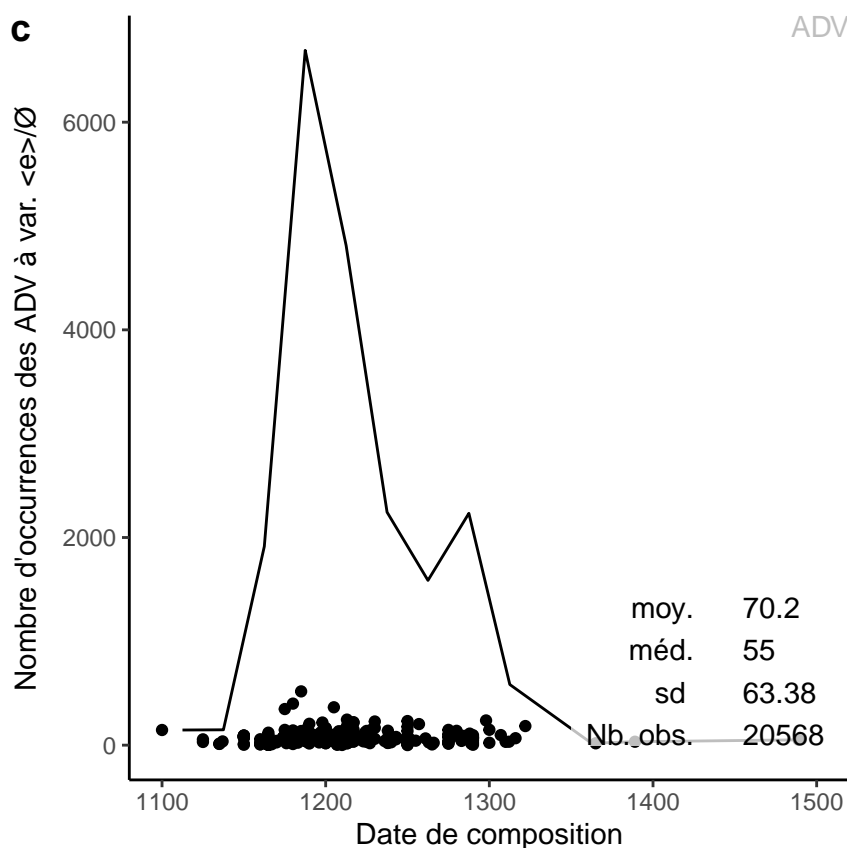 c
ADV
Nombre d'occurrences des ADV à var. <e>/Ø
6000
4000
2000
0
moy. 70.2
méd. 55
sd 63.38
Nb. obs. 20568
1100 1200 1300 1400 1500
Date de composition